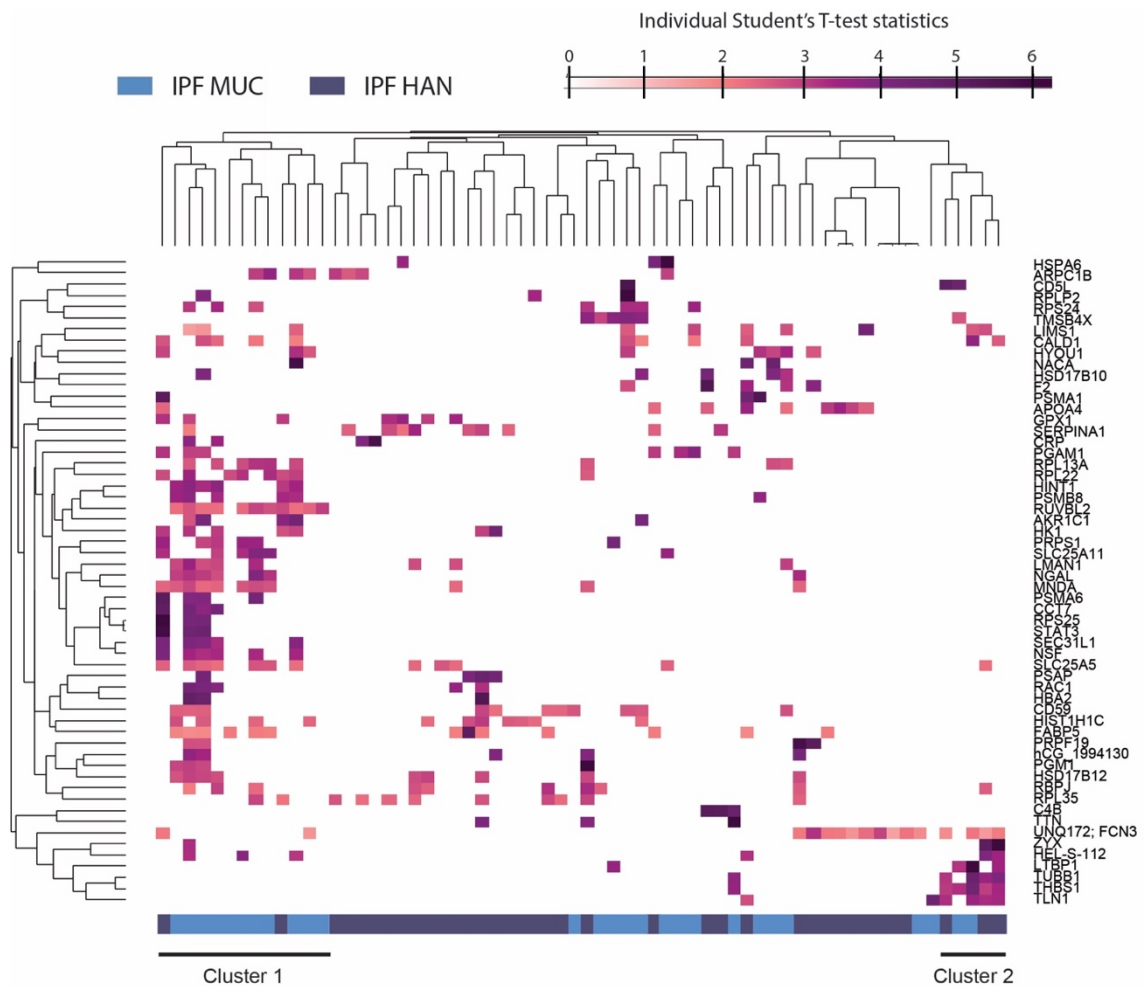 Individual Student's T-test statistics
0 1 2 3 4 5 6
IPF MUC IPF HAN
HSPA6
ARPC1B
CD5L
RPLP2
RPS24
TMSB4X
LIMS1
CALD1
HYOU1
NACA
HSD17B10
F2
PSMA1
APOA4
GPX1
SERPINA1
CRP
PGAM1
RPL13A
RPL22
HINT1
PSMB8
RUVBL2
AKR1C1
HK1
PRPS1
SLC25A11
LMAN1
NGAL
MNDA
PSMA6
CCT7
RPS25
STAT3
SEC31L1
NSF
SLC25A5
PSAP
RAC1
HBA2
CD59
HIST1H1C
FABP5
PRPF19
hCG_1994130
PGM1
HSD17B12
RBPJ
RPL35
C4B
TTN
UNQ172; FCN3
ZYX
HEL-S-112
LTBP1
TUBB1
THBS1
TLN1
Cluster 1 Cluster 2